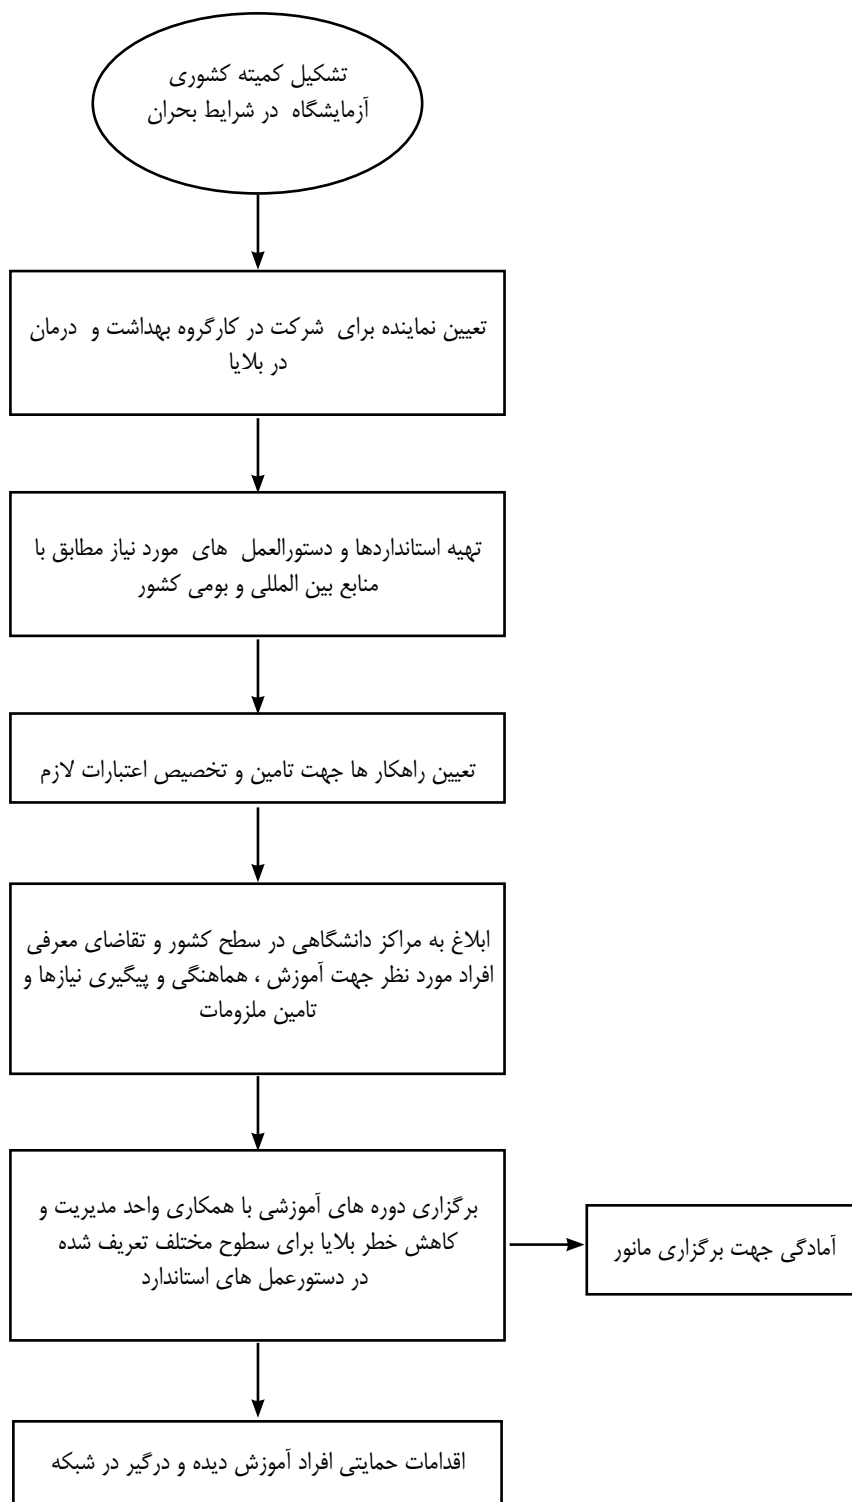 تشکیل کمیته کشوری
آزمایشگاه در شرایط بحران
تعیین نماینده برای شرکت در کارگروه بهداشت و درمان
در بلایا
تهیه استانداردها و دستورالعمل های مورد نیاز مطابق با
منابع بین المللی و بومی کشور
تعیین راهکار ها جهت تامین و تخصیص اعتبارات لازم
ابلاغ به مراکز دانشگاهی در سطح کشور و تقاضای معرفی
افراد مورد نظر جهت آموزش ، هماهنگی و پیگیری نیازها و
تامین ملزومات
برگزاری دوره های آموزشی با همکاری واحد مدیریت و
کاهش خطر بلایا برای سطوح مختلف تعریف شده
در دستورعمل های استاندارد
آمادگی جهت برگزاری مانور
اقدامات حمایتی افراد آموزش دیده و درگیر در شبکه